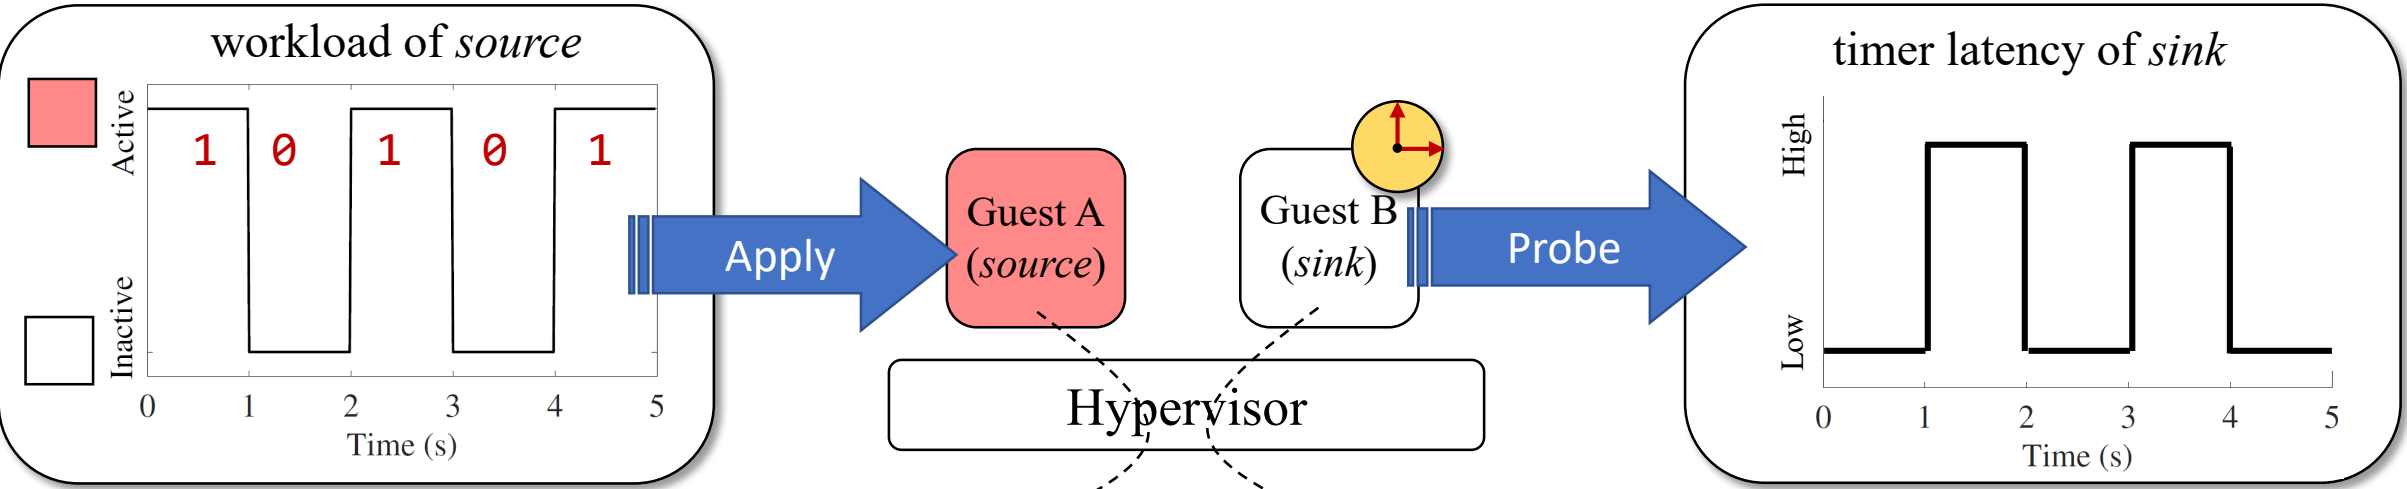 workload of source
Active
Inactive
1 0 1 0 1
0 1 2 3 4 5
Time (s)
Apply
Guest A
(source)
Guest B
(sink)
Hypervisor
Probe
timer latency of sink
High
Low
0 1 2 3 4 5
Time (s)